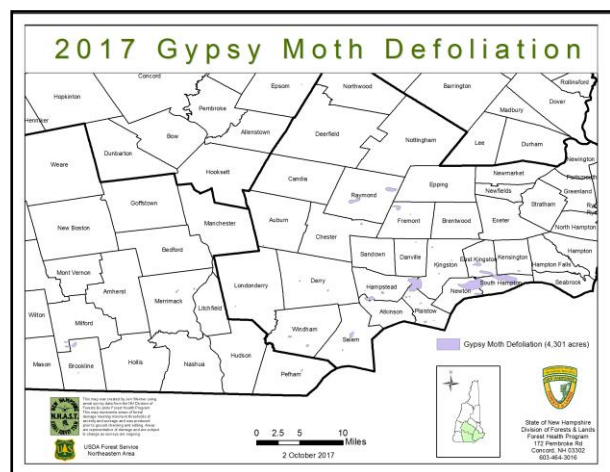 2017 Gypsy Moth Defoliation
Concord
Hopkinton
Epsom
Northwood
Barrington
Rollinsford
Dover
Madbury
Pembroke
Henniker
Bow
Allenstown
Deerfield
Nottingham
Lee
Durham
Dunbarton
Weare
Hooksett
Newington
Candia
Newmarket
Portsmouth
Raymond
Epping
Newfields
Greenland
Goffstown
Stratham
Ry
Manchester
Auburn
Fremont
Brentwood
Exeter
North Hampton
New Boston
Chester
Bedford
Sandown
Danville
Kingston
East Kingston
Kensington
Hampton
Hampton Falls
Mont Vernon
Amherst
Londonderry
Derry
Hampstead
South Hampton
Seabrook
Merrimack
Litchfield
Newton
Wilton
Milford
Atkinson
Plaistow
Windham
Salem
Mason
Brookline
Hollis
Nashua
Hudson
Pelham
Gypsy Moth Defoliation (4,301 acres)
N.H.A.S.T.
USDA Forest Service
Northeastern Area
0
5
10
Miles
2 October 2017
State of New Hampshire
Division of Forests & Lands
Forest Health Program
172 Pembroke Rd
Concord, NH 03302
603-464-3016